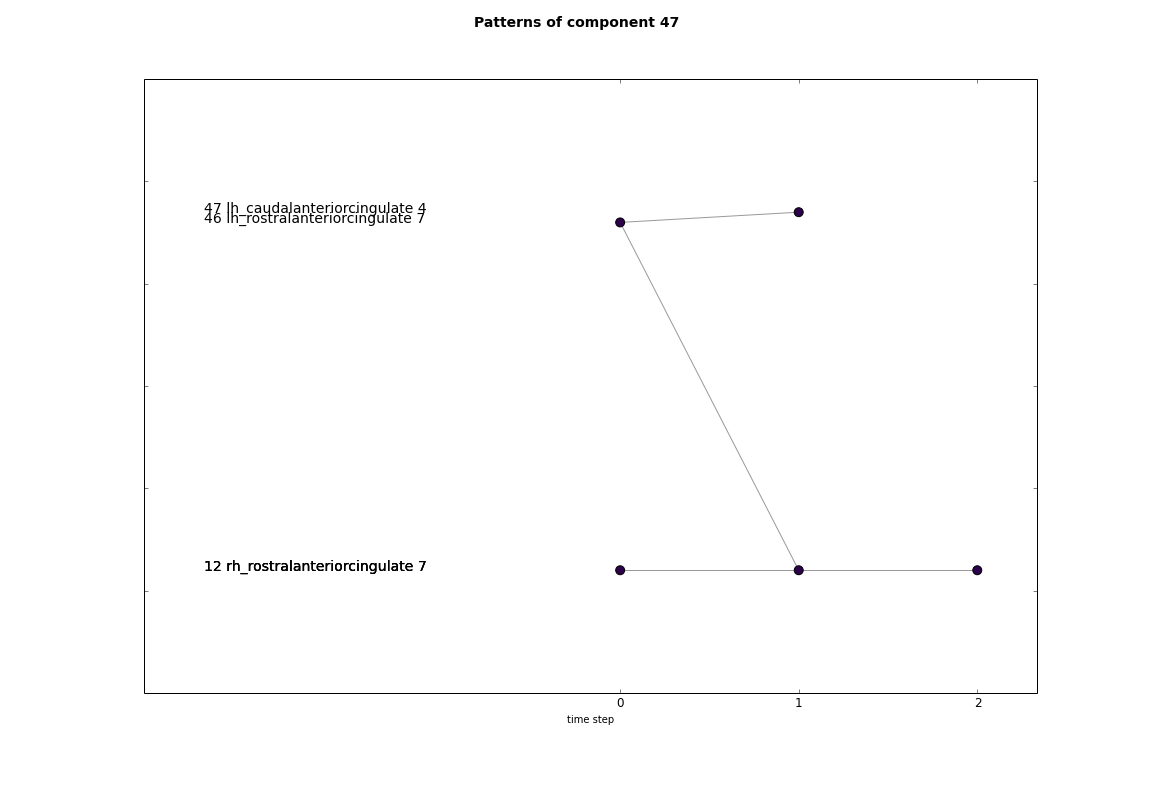 Patterns of component 47
47 lh_caudalanteriorcingulate 4
46 lh_rostralanteriorcingulate 7
12 rh_rostralanteriorcingulate 7
0 1 2
time step